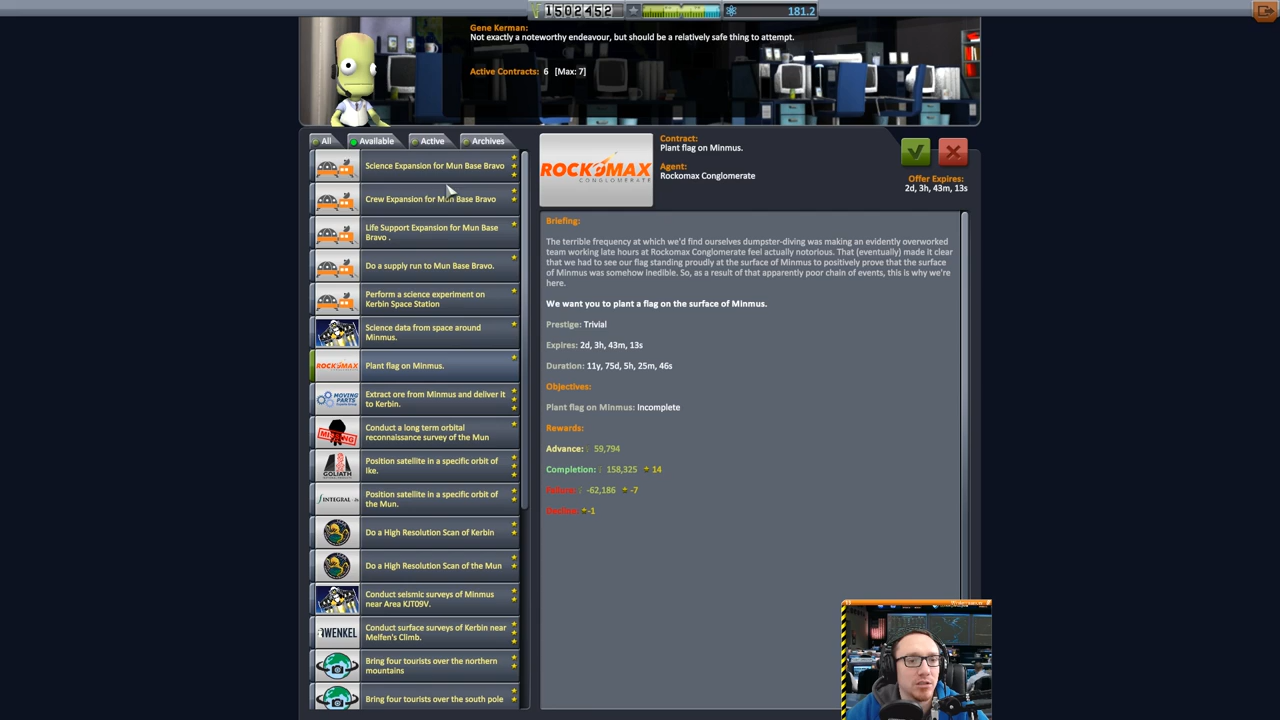 1502452
181.2
Gene Kerman:
Not exactly a noteworthy endeavour, but should be a relatively safe thing to attempt.
Active Contracts: 6 [Max: 7]
All
Available
Active
Archives
Science Expansion for Mun Base Bravo
Crew Expansion for Mun Base Bravo
Life Support Expansion for Mun Base
Bravo .
Do a supply run to Mun Base Bravo.
Perform a science experiment on
Kerbin Space Station
Science data from space around
Minmus.
ROCKOMAX
Plant flag on Minmus.
MOVING
PARTS
Extract ore from Minmus and deliver it
to Kerbin.
MISSING
Conduct a long term orbital
reconnaissance survey of the Mun
GOLIATH
Position satellite in a specific orbit of
Ike.
INTEGRAL
Position satellite in a specific orbit of
the Mun.
Do a High Resolution Scan of Kerbin
Do a High Resolution Scan of the Mun
Conduct seismic surveys of Minmus
near Area KJT09V.
WENKEL
Conduct surface surveys of Kerbin near
Melfen's Climb.
Bring four tourists over the northern
mountains
Bring four tourists over the south pole
ROCKOMAX
CONGLOMERATE
Contract:
Plant flag on Minmus.
Agent:
Rockomax Conglomerate
Offer Expires:
2d, 3h, 43m, 13s
Briefing:
The terrible frequency at which we'd find ourselves dumpster-diving was making an evidently overworked
team working late hours at Rockomax Conglomerate feel actually notorious. That (eventually) made it clear
that we had to see our flag standing proudly at the surface of Minmus to positively prove that the surface
of Minmus was somehow inedible. So, as a result of that apparently poor chain of events, this is why we're
here.
We want you to plant a flag on the surface of Minmus.
Prestige: Trivial
Expires: 2d, 3h, 43m, 13s
Duration: 11y, 75d, 5h, 25m, 46s
Objectives:
Plant flag on Minmus: Incomplete
Rewards:
Advance: 59,794
Completion: 158,325 14
-62,186 -7
-1